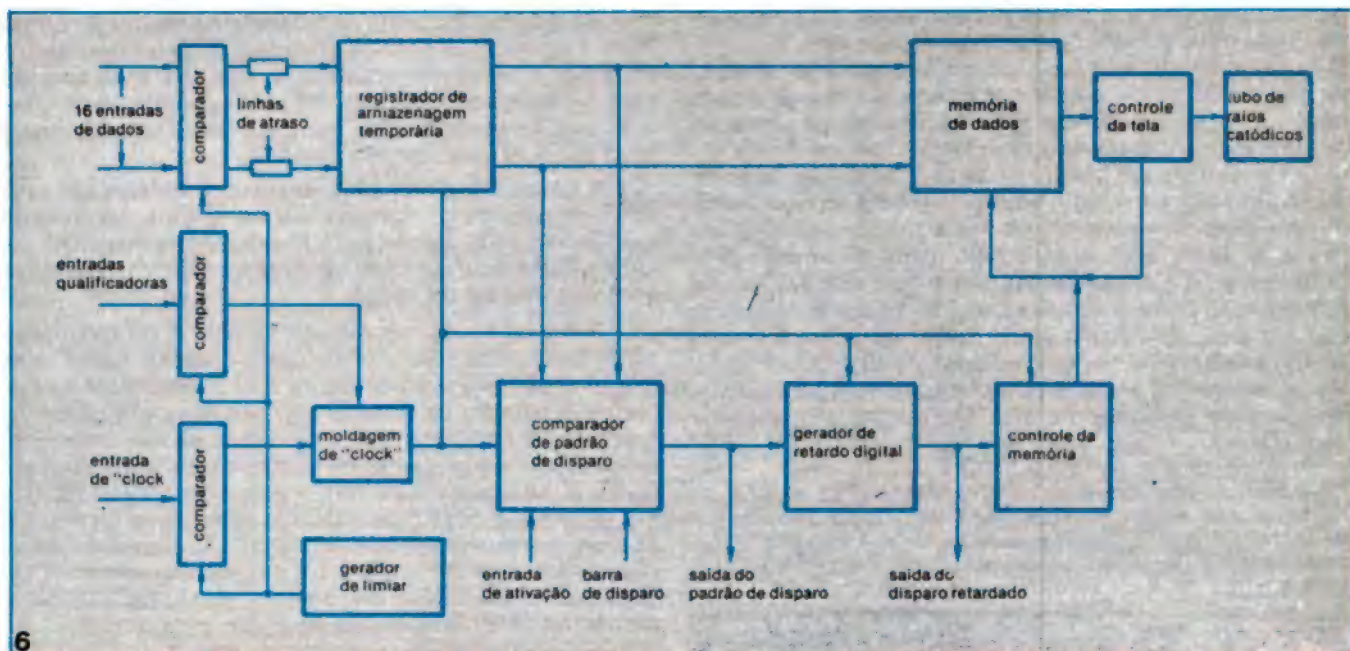 16 entradas
de dados
comparador
linhas
de atraso
registrador de
armazenagem
temporária
memória
de dados
controle
da tela
tubo de
raios
catódicos
entradas
qualificadoras
comparador
entrada
de "clock
comparador
moldagem
de "clock"
gerador
de limiar
comparador
de padrão
de disparo
gerador de
retardo digital
controle da
memória
entrada
de ativação
barra
de disparo
saída do
padrão de disparo
saída do
disparo retardado
6